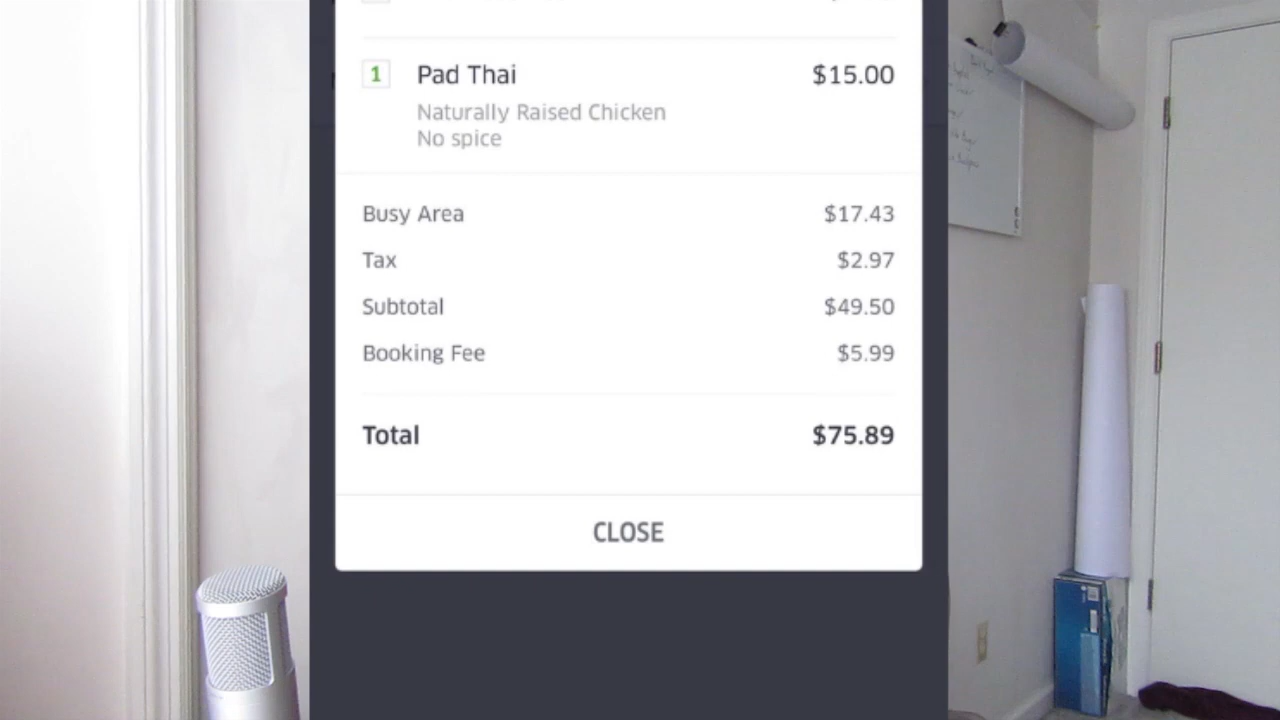 1 Pad Thai $15.00
Naturally Raised Chicken
No spice
Busy Area $17.43
Tax $2.97
Subtotal $49.50
Booking Fee $5.99
Total $75.89
CLOSE